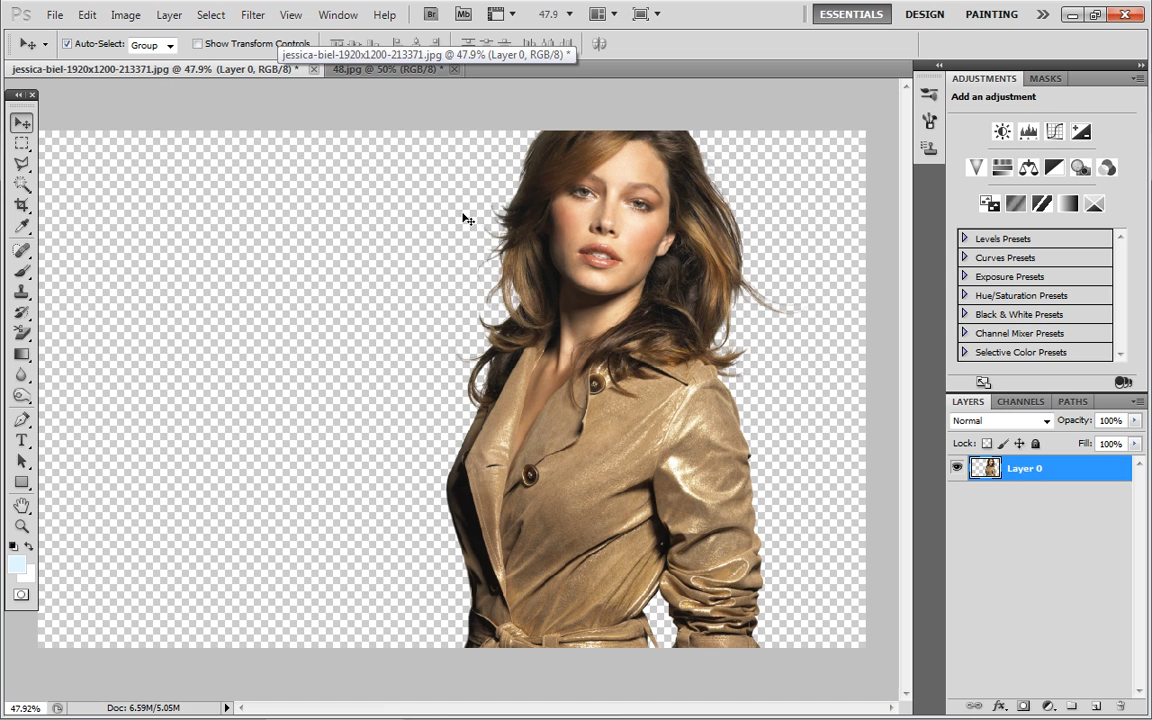 Ps File Edit Image Layer Select Filter View Window Help Br Mb 47.9 ESSENTIALS DESIGN PAINTING
Auto-Select: Group Show Transform Controls
jessica-biel-1920x1200-213371.jpg @ 47.9% (Layer 0, RGB/8) *
jessica-biel-1920x1200-213371.jpg @ 47.9% (Layer 0, RGB/8) * 48.jpg @ 50% (RGB/8) *
ADJUSTMENTS MASKS
Add an adjustment
Levels Presets
Curves Presets
Exposure Presets
Hue/Saturation Presets
Black & White Presets
Channel Mixer Presets
Selective Color Presets
LAYERS CHANNELS PATHS
Normal Opacity: 100%
Lock: Fill: 100%
Layer 0
T
fx
47.92% Doc: 6.59M/5.05M